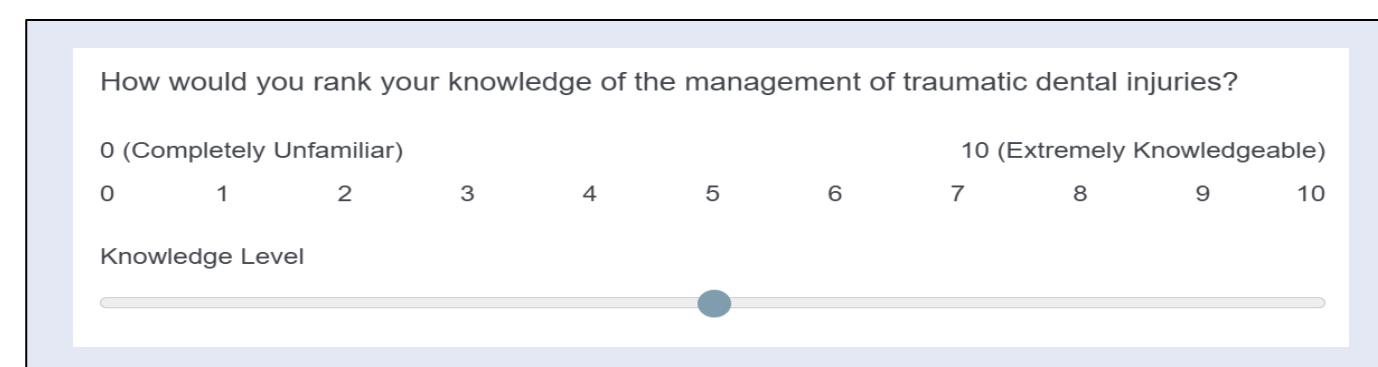 How would you rank your knowledge of the management of traumatic dental injuries?
0 (Completely Unfamiliar) 10 (Extremely Knowledgeable)
0 1 2 3 4 5 6 7 8 9 10
Knowledge Level